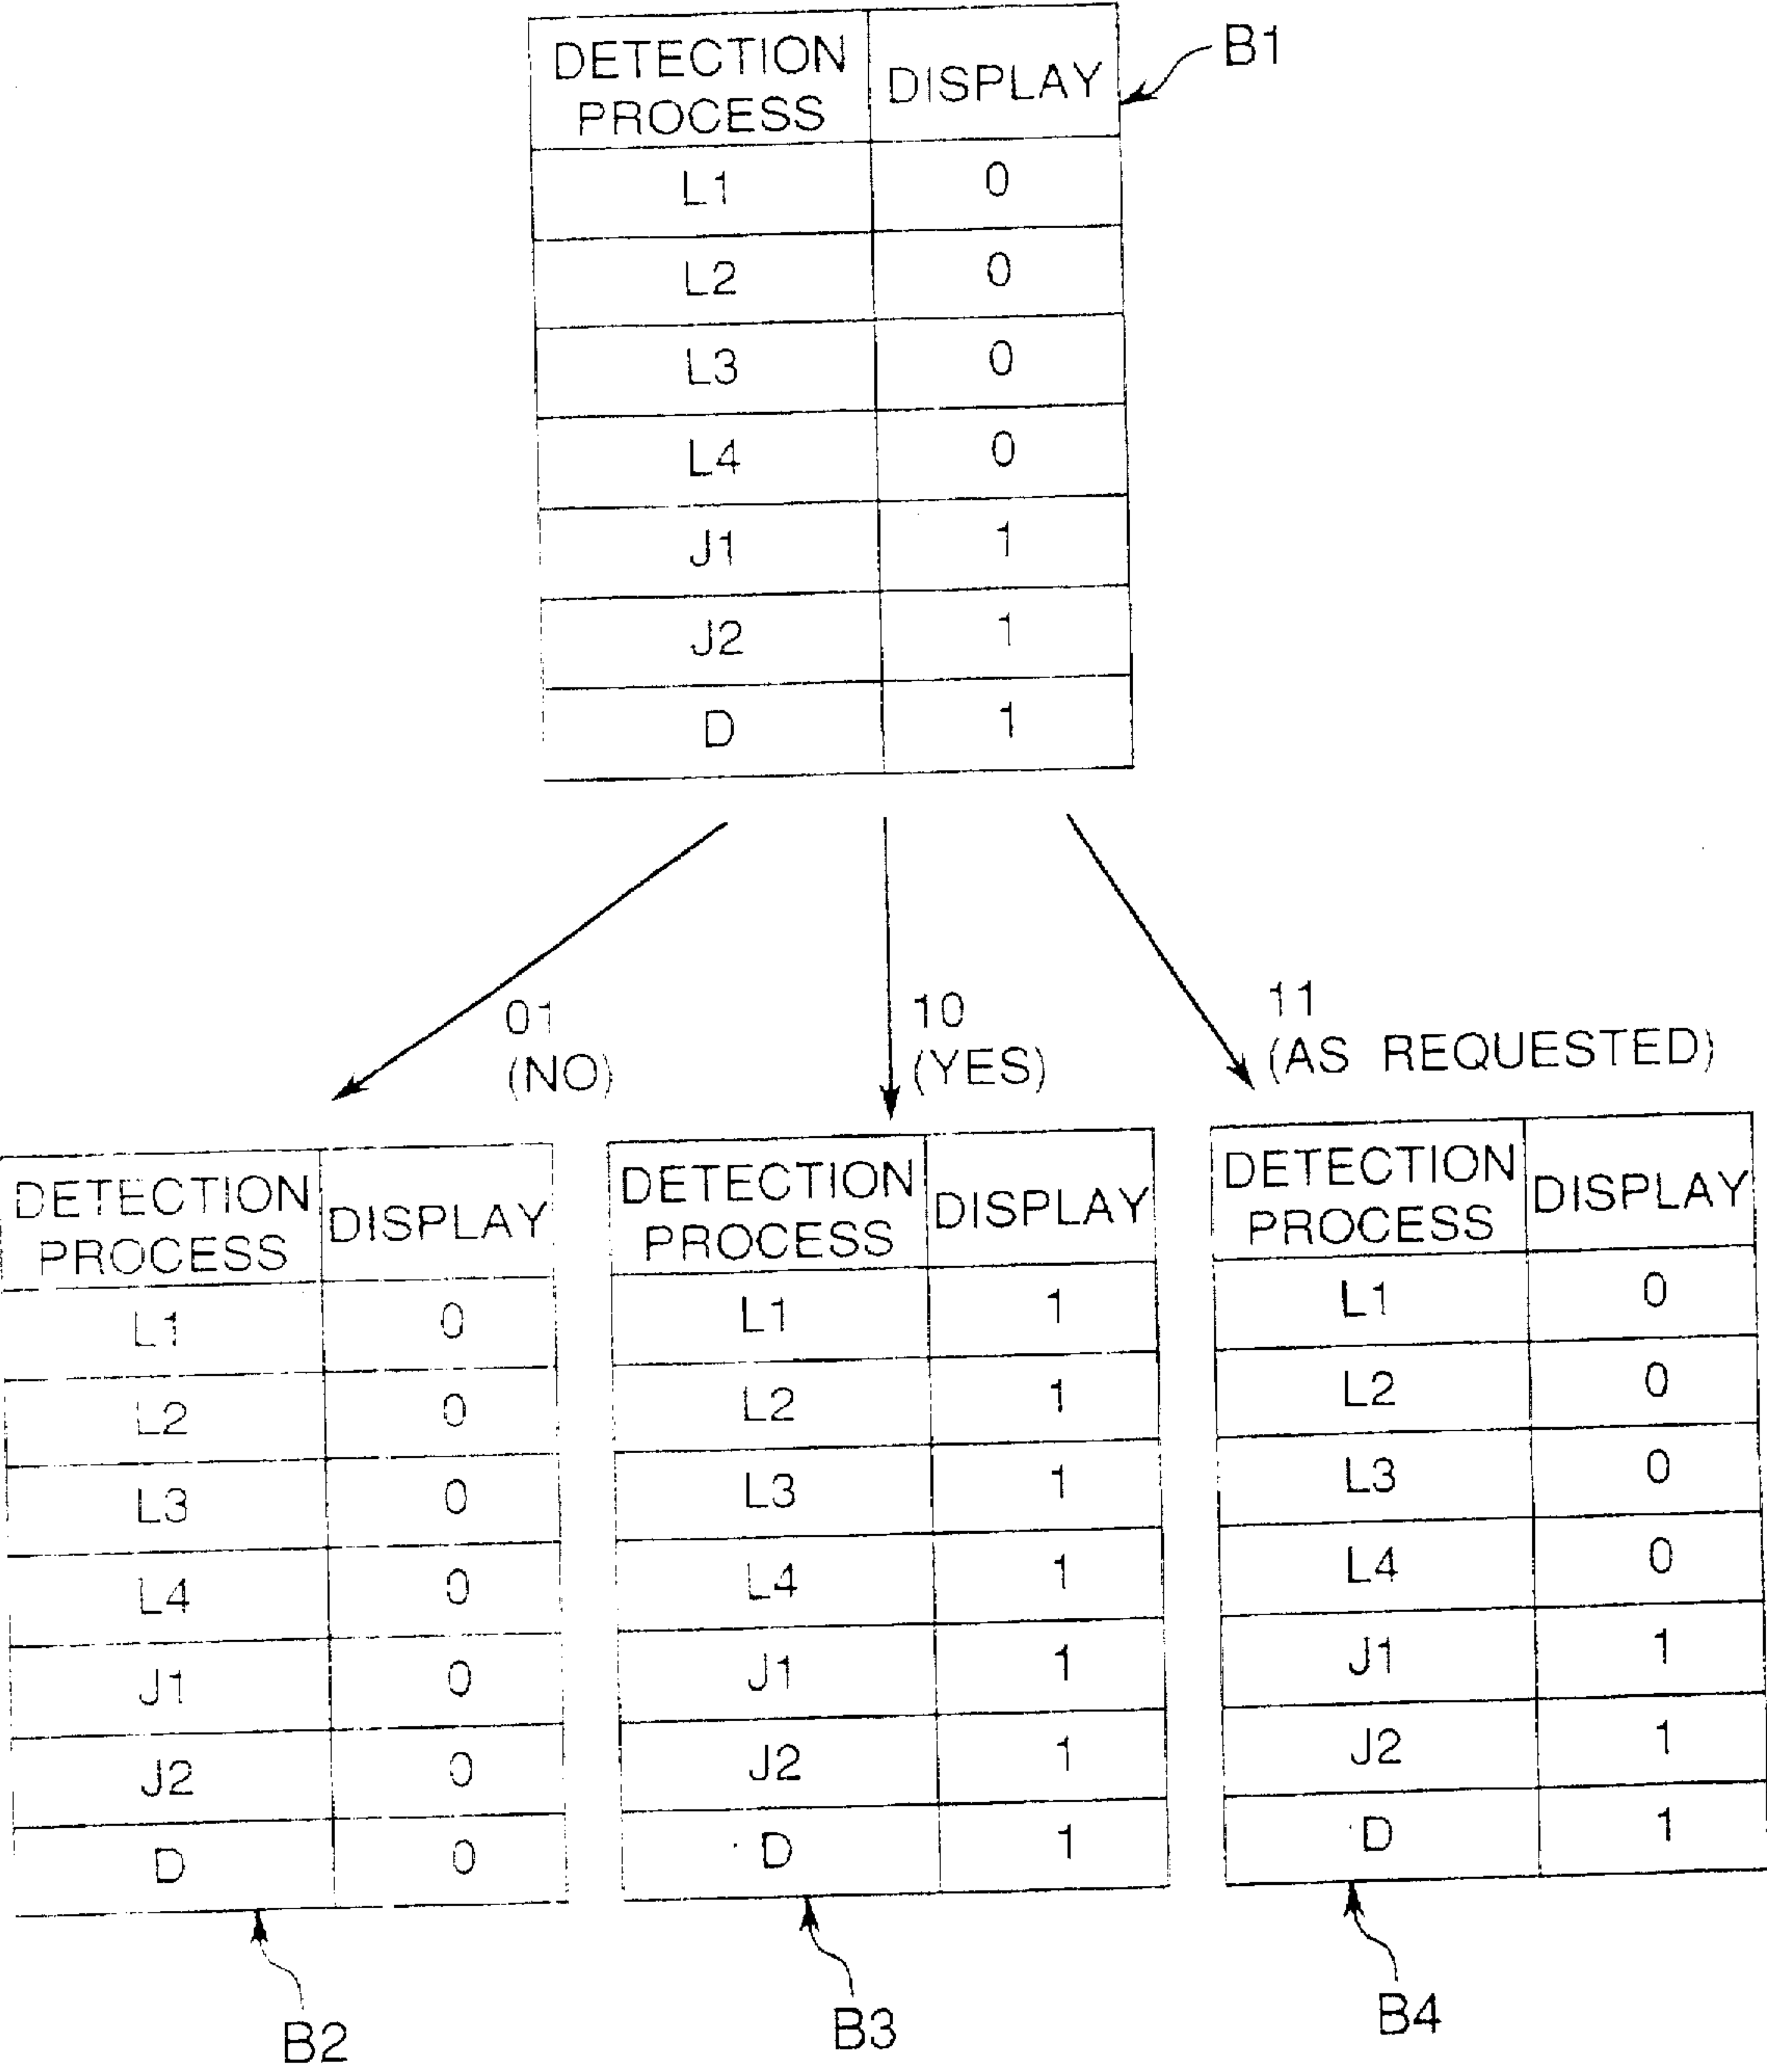 B1
DETECTION PROCESS DISPLAY
L1 0
L2 0
L3 0
L4 0
J1 1
J2 1
D 1
01 (NO)
10 (YES)
11 (AS REQUESTED)
DETECTION PROCESS DISPLAY
L1 0
L2 0
L3 0
L4 0
J1 0
J2 0
D 0
B2
DETECTION PROCESS DISPLAY
L1 1
L2 1
L3 1
L4 1
J1 1
J2 1
D 1
B3
DETECTION PROCESS DISPLAY
L1 0
L2 0
L3 0
L4 0
J1 1
J2 1
D 1
B4